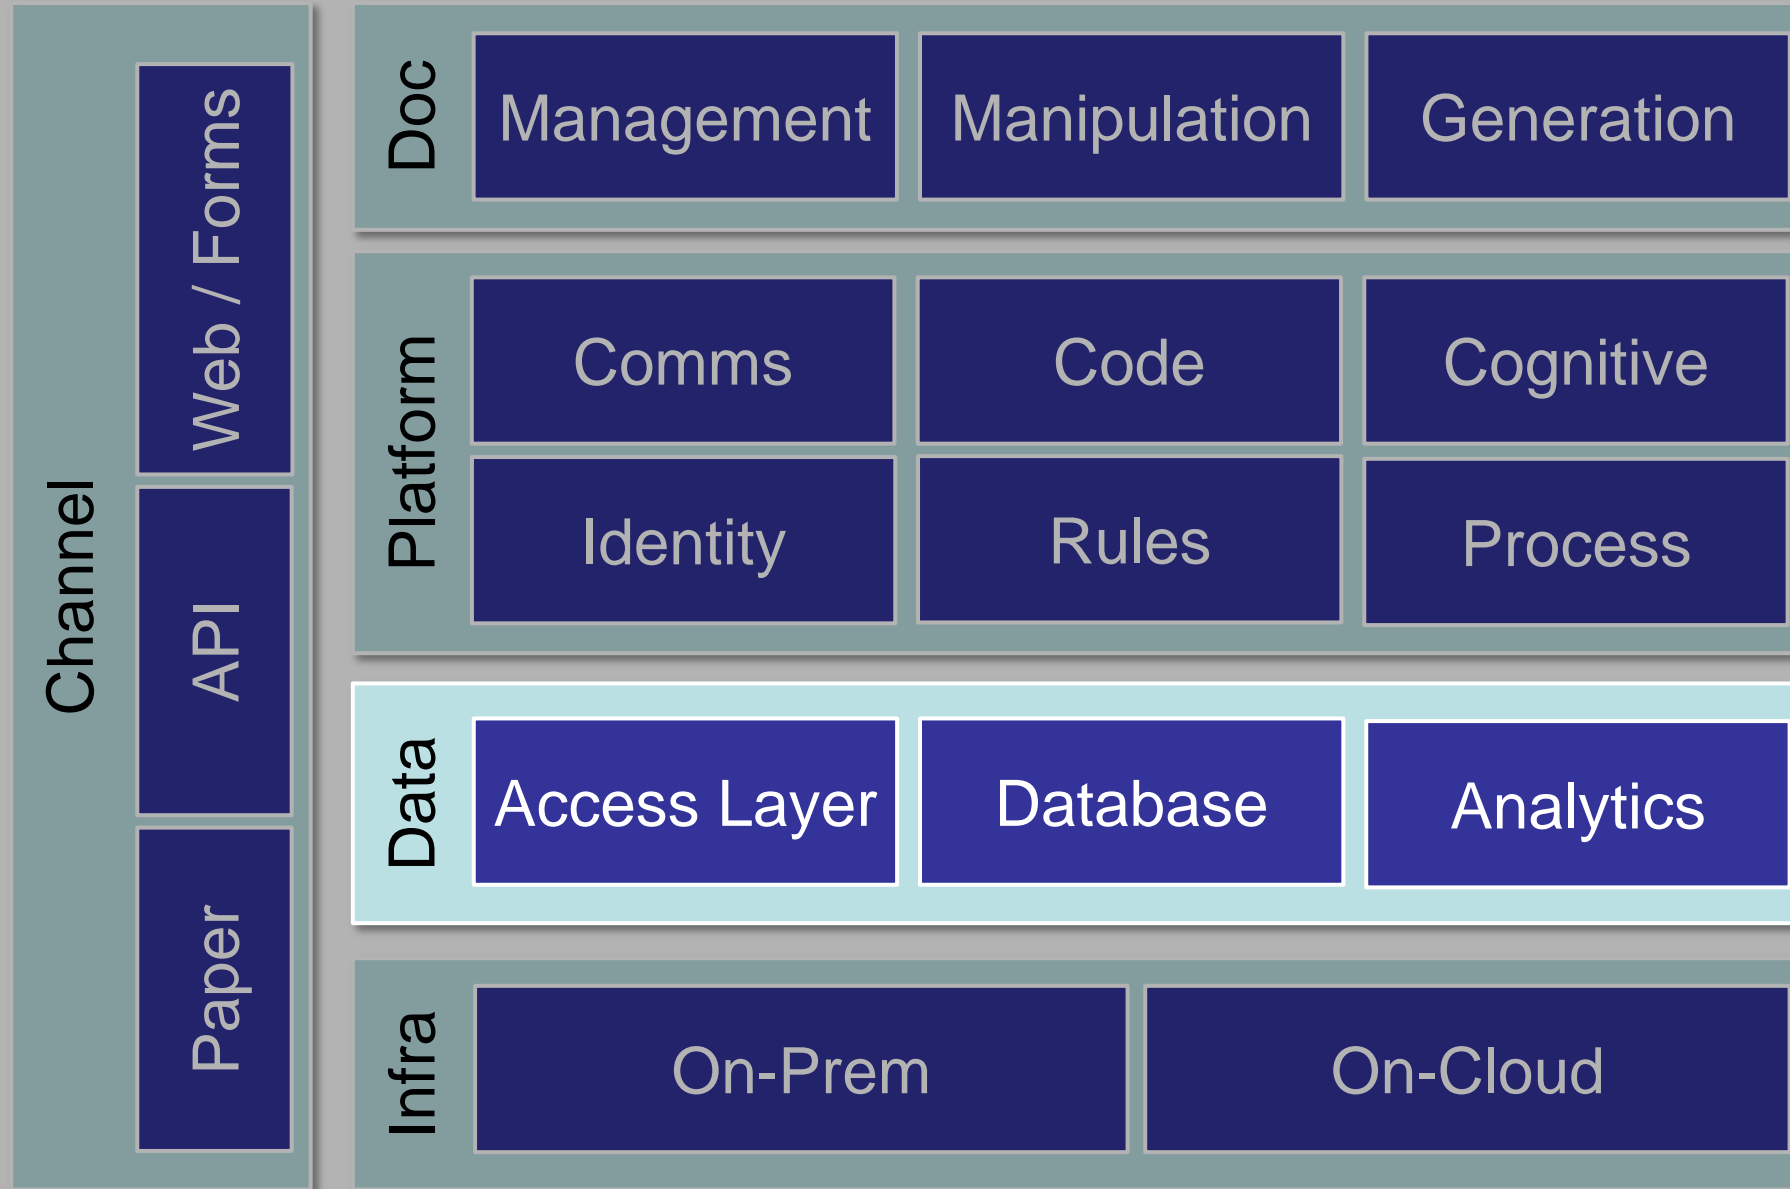 Channel
Web / Forms
API
Paper
Doc
Management
Manipulation
Generation
Platform
Comms
Code
Cognitive
Identity
Rules
Process
Data
Access Layer
Database
Analytics
Infra
On-Prem
On-Cloud